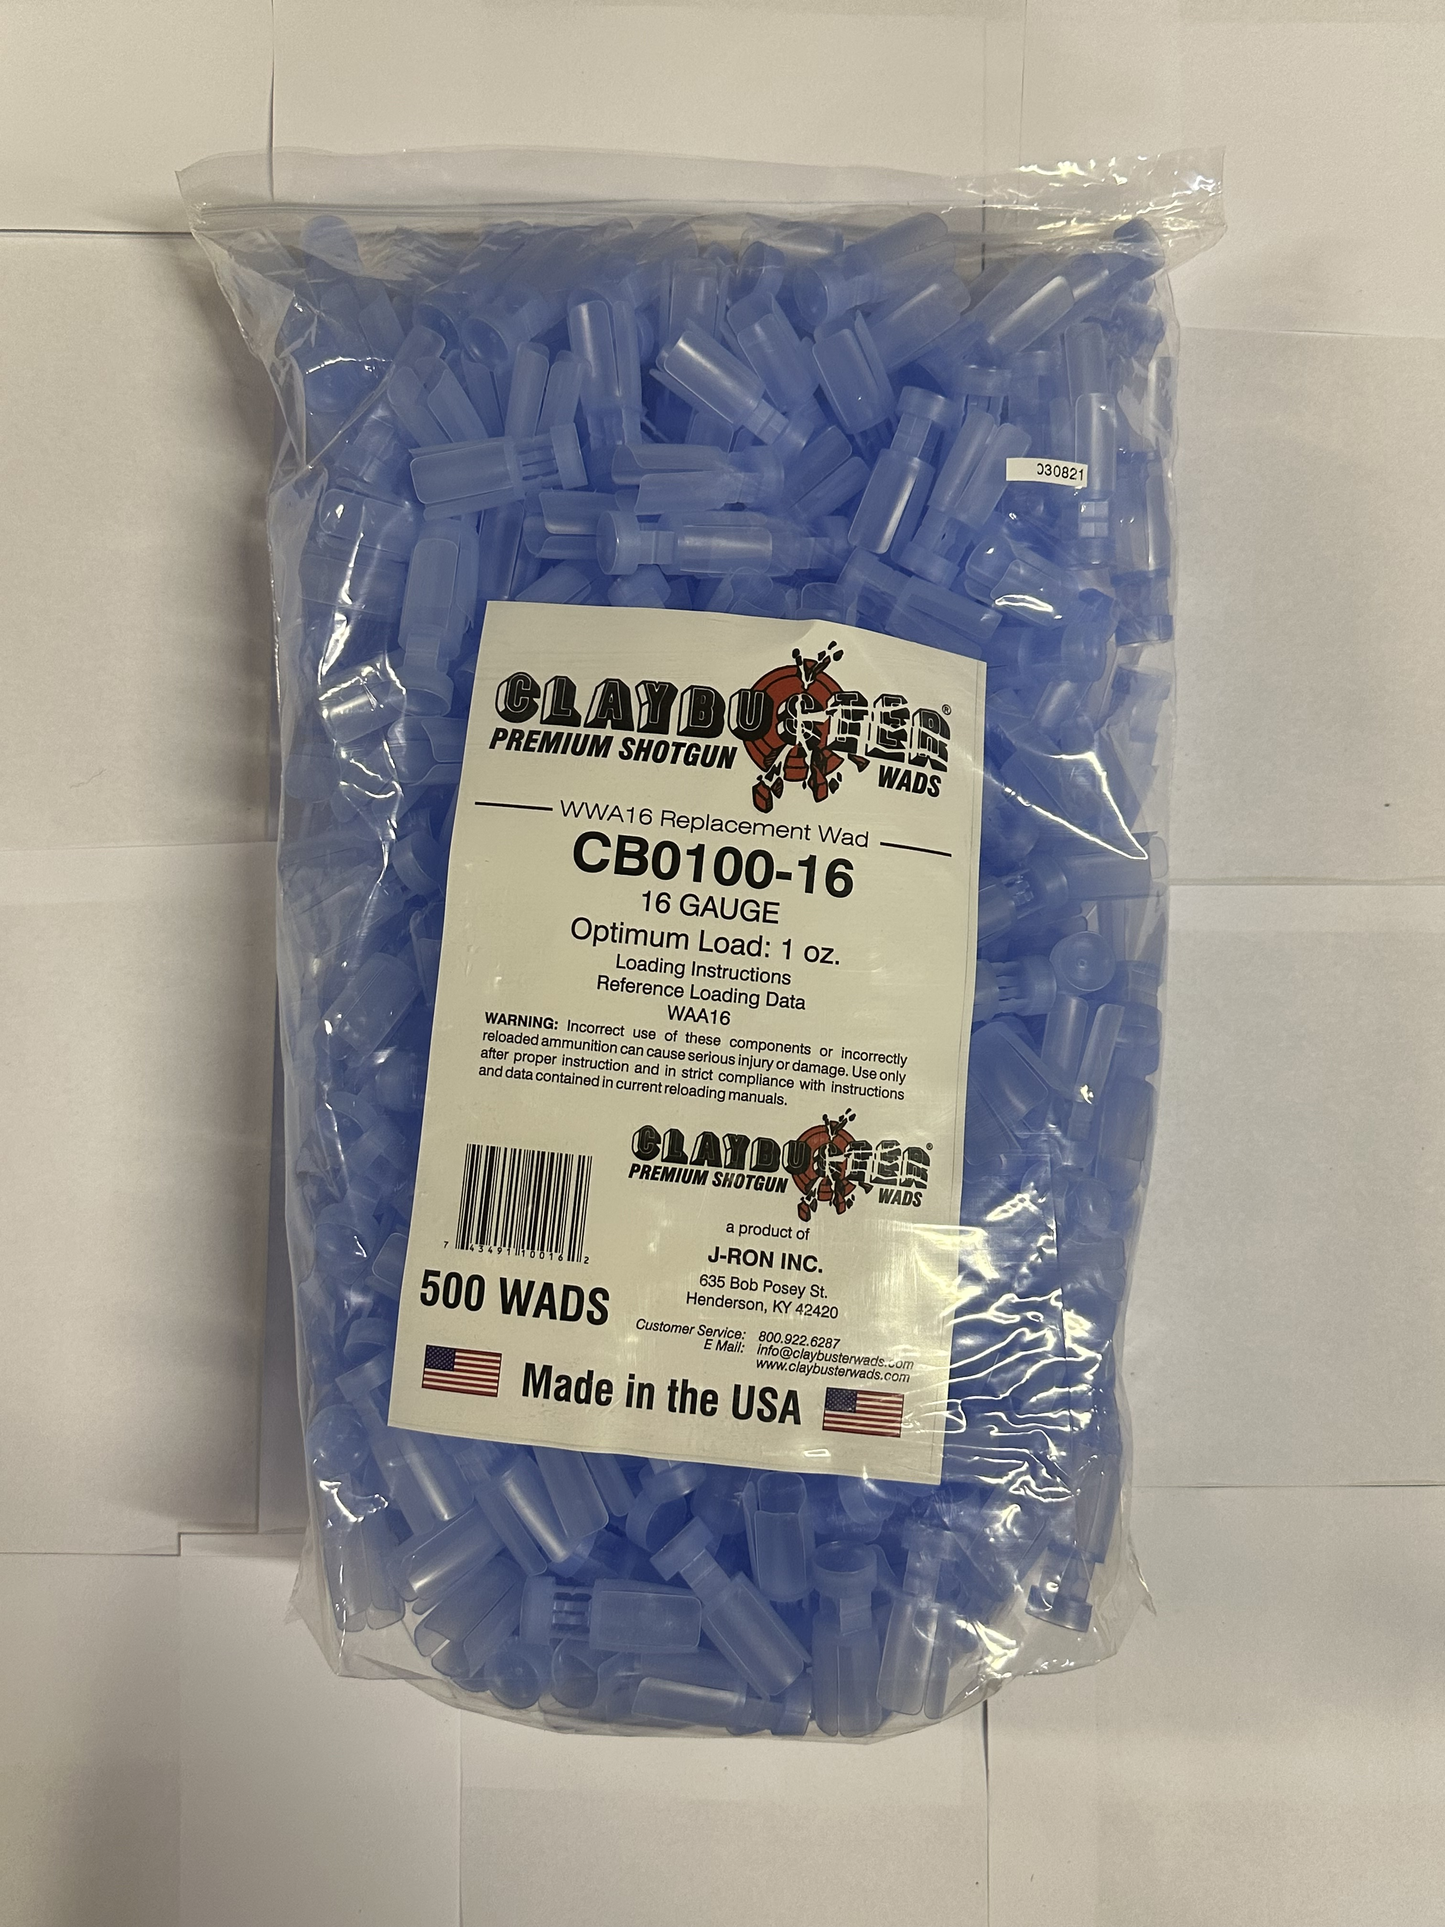 030821
CLAYBUSTER®
PREMIUM SHOTGUN WADS
WWA16 Replacement Wad
CB0100-16
16 GAUGE
Optimum Load: 1 oz.
Loading Instructions
Reference Loading Data
WAA16
WARNING: Incorrect use of these components or incorrectly
reloaded ammunition can cause serious injury or damage. Use only
after proper instruction and in strict compliance with instructions
and data contained in current reloading manuals.
CLAYBUSTER®
PREMIUM SHOTGUN WADS
a product of
J-RON INC.
635 Bob Posey St.
Henderson, KY 42420
Customer Service: 800.922.6287
E Mail: info@claybusterwads.com
www.claybusterwads.com
7 43491 10016 2
500 WADS
Made in the USA